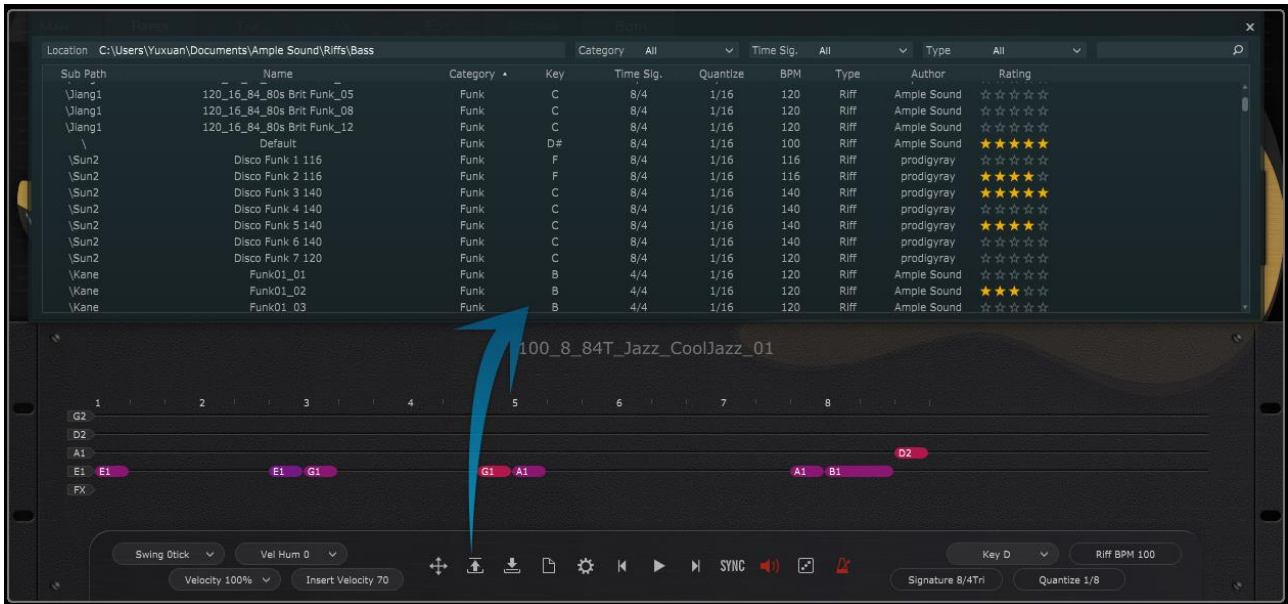 Location C:\Users\Yuxuan\Documents\Ample Sound\Riffs\Bass Category All Time Sig. All Type All x
Sub Path Name Category Key Time Sig. Quantize BPM Type Author Rating
\Jiang1 120_16_84_80s Brit Funk_05 Funk C 8/4 1/16 120 Riff Ample Sound
\Jiang1 120_16_84_80s Brit Funk_08 Funk C 8/4 1/16 120 Riff Ample Sound
\Jiang1 120_16_84_80s Brit Funk_12 Funk C 8/4 1/16 120 Riff Ample Sound
\ Default Funk D# 8/4 1/16 100 Riff Ample Sound
\Sun2 Disco Funk 1 116 Funk F 8/4 1/16 116 Riff prodigyray
\Sun2 Disco Funk 2 116 Funk F 8/4 1/16 116 Riff prodigyray
\Sun2 Disco Funk 3 140 Funk C 8/4 1/16 140 Riff prodigyray
\Sun2 Disco Funk 4 140 Funk C 8/4 1/16 140 Riff prodigyray
\Sun2 Disco Funk 5 140 Funk C 8/4 1/16 140 Riff prodigyray
\Sun2 Disco Funk 6 140 Funk C 8/4 1/16 140 Riff prodigyray
\Sun2 Disco Funk 7 120 Funk C 8/4 1/16 120 Riff prodigyray
\Kane Funk01_01 Funk B 4/4 1/16 120 Riff Ample Sound
\Kane Funk01_02 Funk B 4/4 1/16 120 Riff Ample Sound
\Kane Funk01_03 Funk B 4/4 1/16 120 Riff Ample Sound
100_8_84T_Jazz_CoolJazz_01
1 2 3 4 5 6 7 8
G2
D2
A1 D2
E1 E1 E1 G1 G1 A1 A1 B1
FX
Swing 0tick Vel Hum 0 SYNC Key D Riff BPM 100
Velocity 100% Insert Velocity 70 Signature 8/4Tri Quantize 1/8